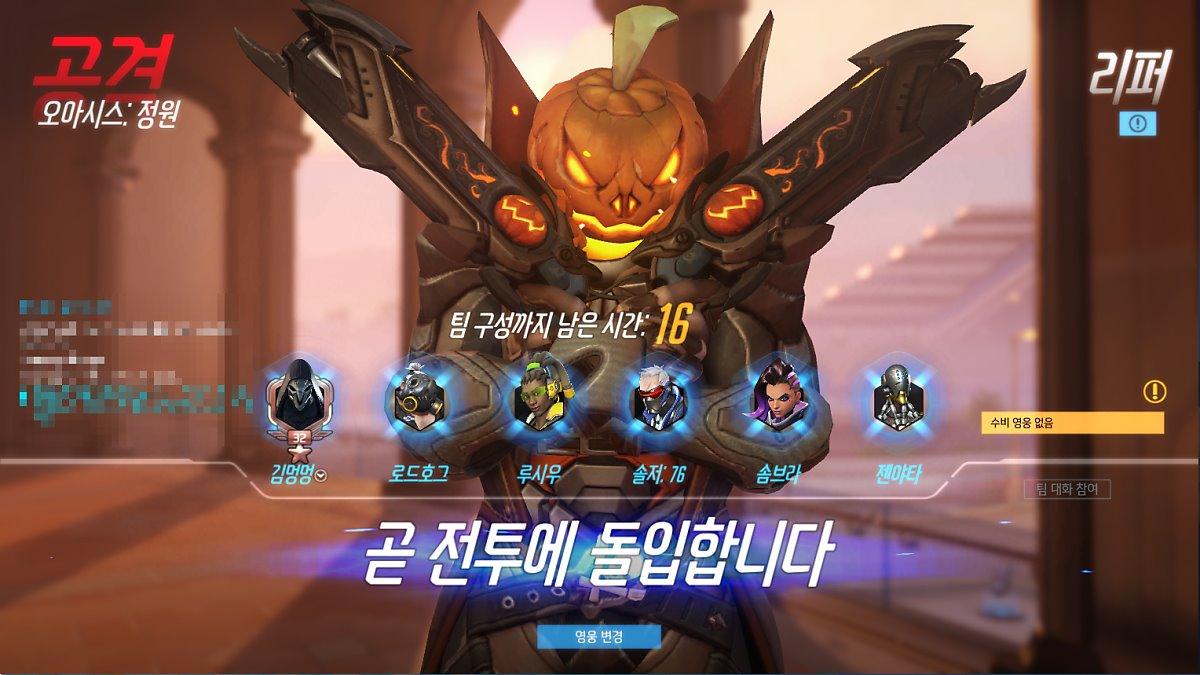 공격
오아시스: 정원
리퍼
팀 구성까지 남은 시간: 16
수비 영웅 없음
32
김멍멍
로드호그
루시우
솔저: 76
솜브라
젠야타
팀 대화 참여
곧 전투에 돌입합니다
영웅 변경